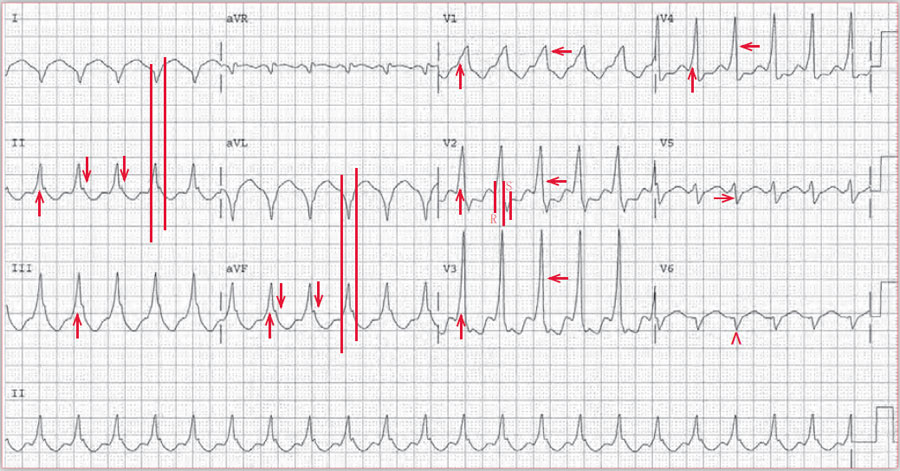 I aVR V1 V4
II aVL V2 V5
S
R
III aVF V3 V6
II